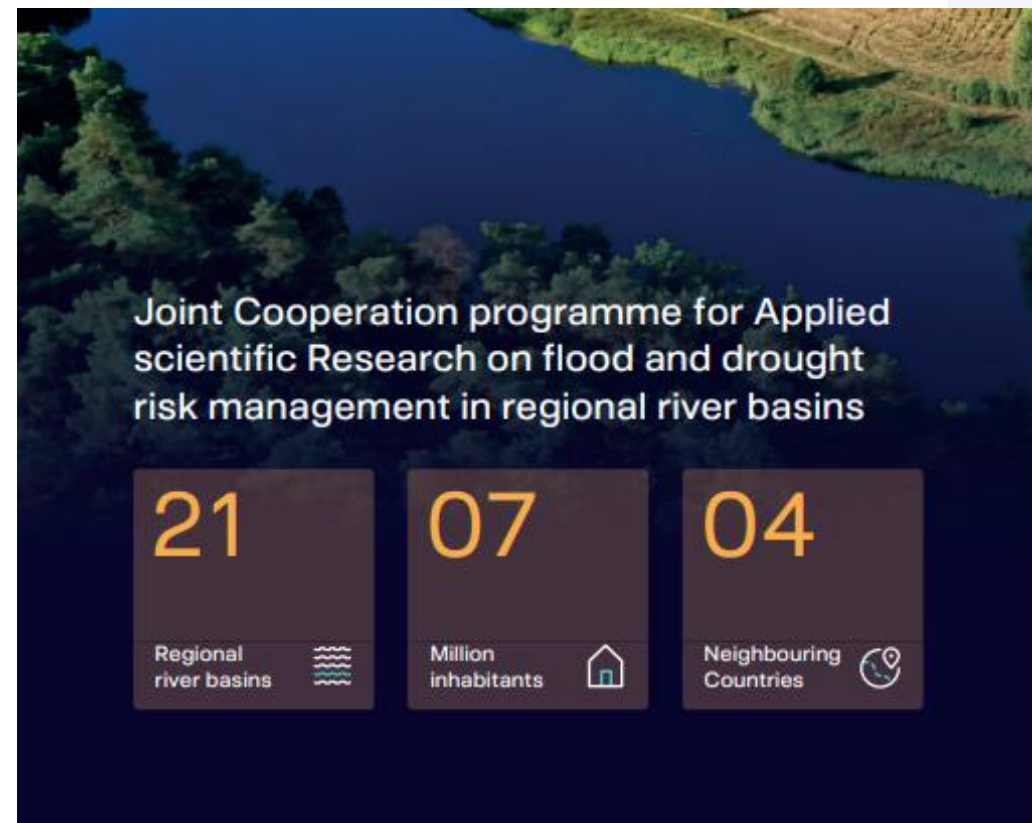 Joint Cooperation programme for Applied
scientific Research on flood and drought
risk management in regional river basins
21
Regional
river basins
07
Million
inhabitants
04
Neighbouring
Countries